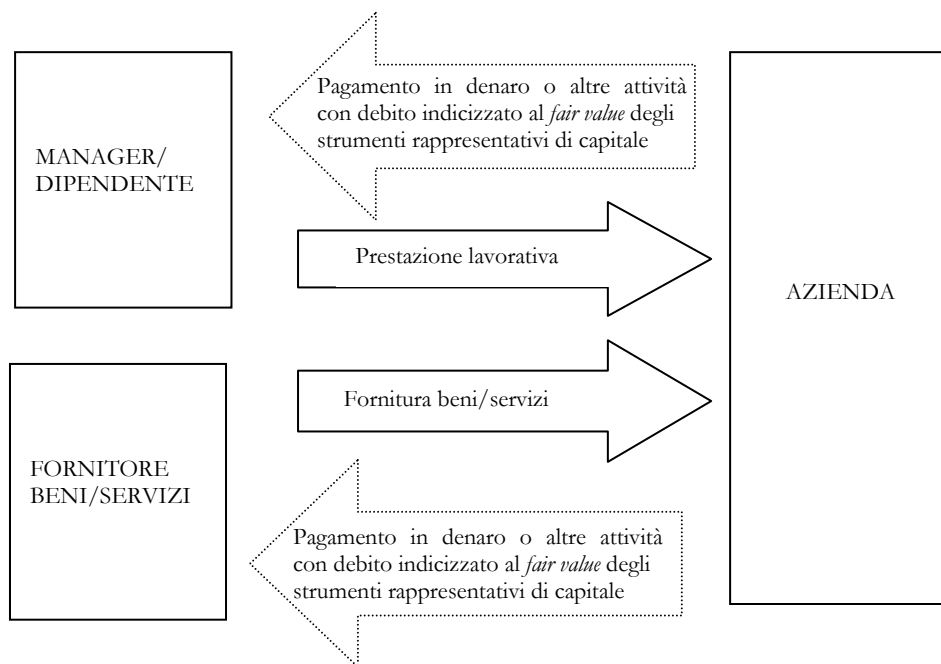 Pagamento in denaro o altre attività
con debito indicizzato al fair value degli
strumenti rappresentativi di capitale
MANAGER/
DIPENDENTE
Prestazione lavorativa
AZIENDA
Fornitura beni/servizi
FORNITORE
BENI/SERVIZI
Pagamento in denaro o altre attività
con debito indicizzato al fair value degli
strumenti rappresentativi di capitale